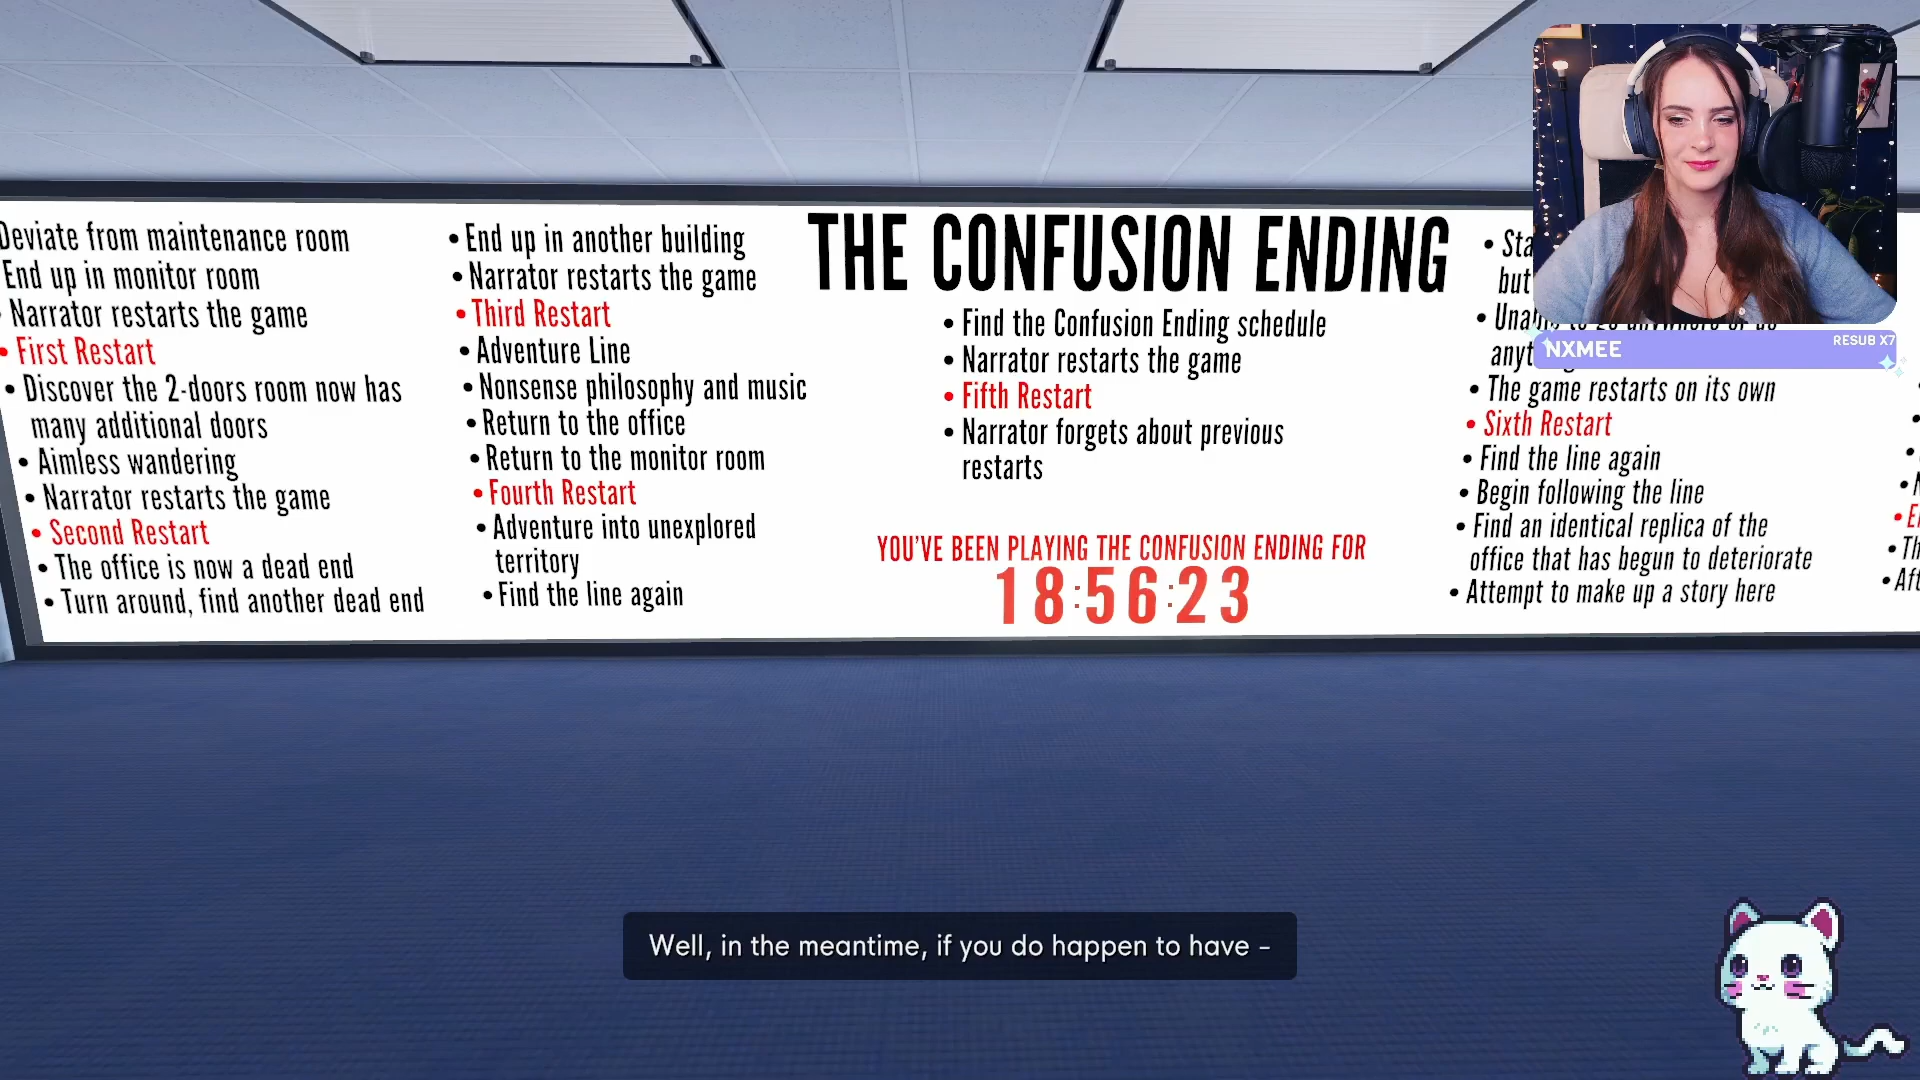 Deviate from maintenance room
End up in monitor room
Narrator restarts the game
• First Restart
• Discover the 2-doors room now has
many additional doors
• Aimless wandering
• Narrator restarts the game
• Second Restart
• The office is now a dead end
• Turn around, find another dead end
• End up in another building
• Narrator restarts the game
• Third Restart
• Adventure Line
• Nonsense philosophy and music
• Return to the office
• Return to the monitor room
• Fourth Restart
• Adventure into unexplored
territory
• Find the line again
THE CONFUSION ENDING
• Find the Confusion Ending schedule
• Narrator restarts the game
• Fifth Restart
• Narrator forgets about previous
restarts
YOU'VE BEEN PLAYING THE CONFUSION ENDING FOR
18:56:23
• Sta
but
•
anyt
• The game restarts on its own
• Sixth Restart
• Find the line again
• Begin following the line
• Find an identical replica of the
office that has begun to deteriorate
• Attempt to make up a story here
• Th
• Aft
NXMEE
RESUB X7
Well, in the meantime, if you do happen to have –